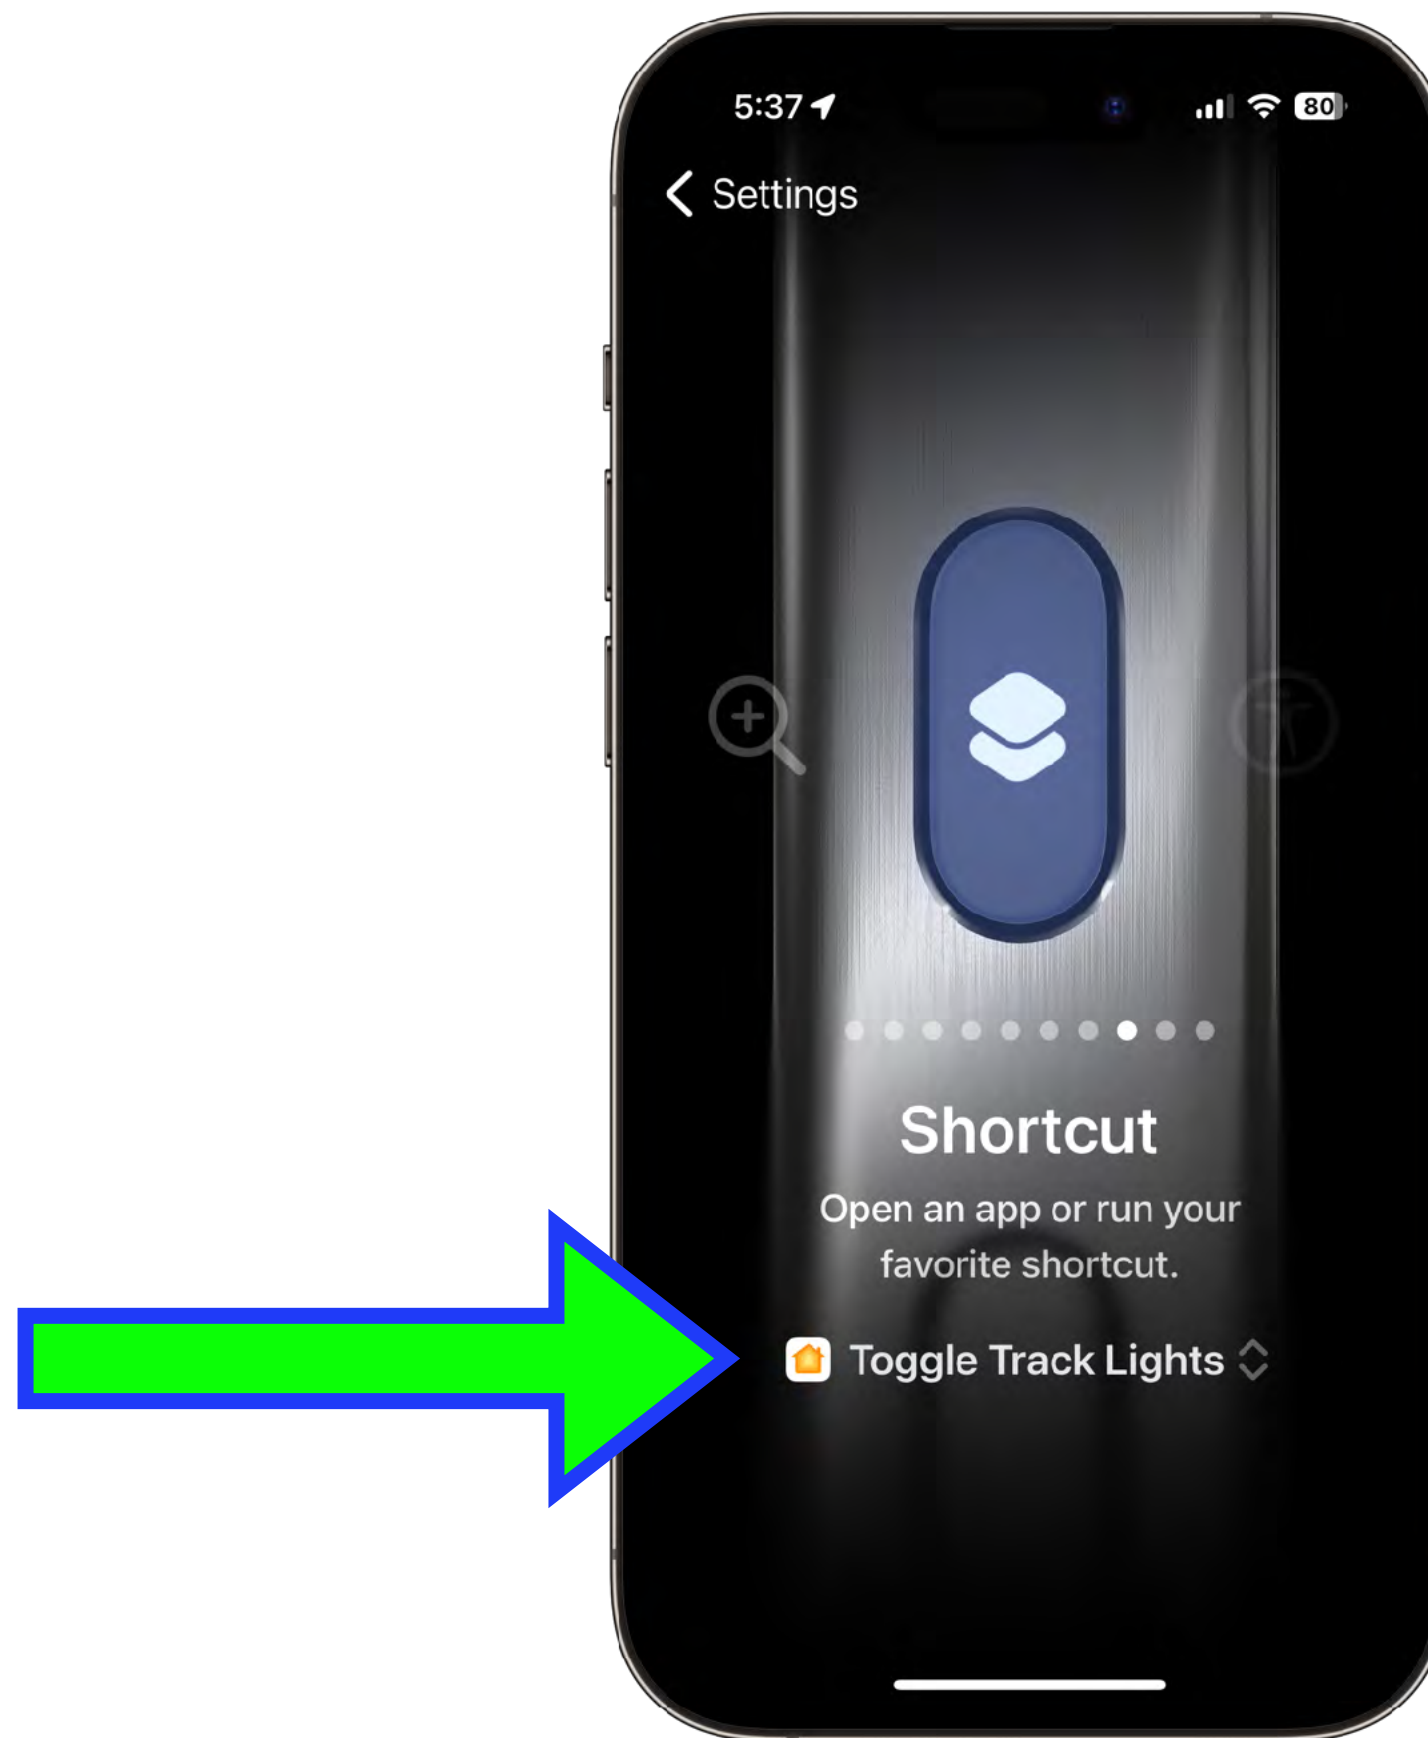 5:37
80
Settings
Shortcut
Open an app or run your
favorite shortcut.
Toggle Track Lights